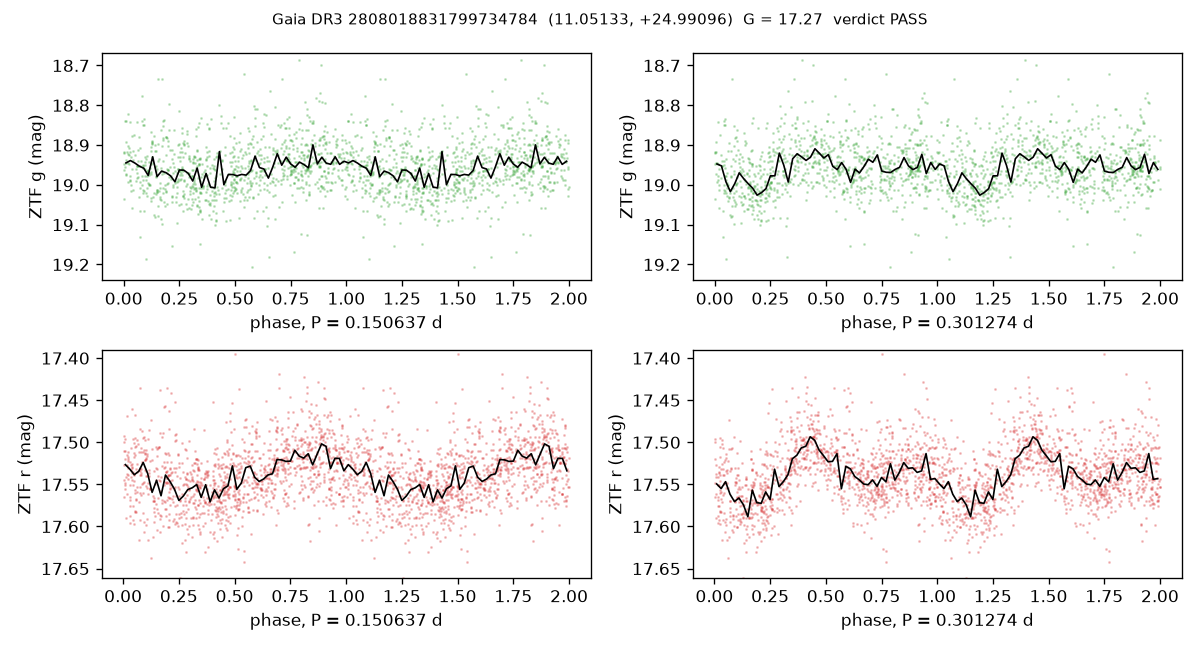 Gaia DR3 2808018831799734784 (11.05133, +24.99096) G = 17.27 verdict PASS
ZTF g (mag)
18.7
18.8
18.9
19.0
19.1
19.2
0.00 0.25 0.50 0.75 1.00 1.25 1.50 1.75 2.00
phase, P = 0.150637 d
ZTF g (mag)
18.7
18.8
18.9
19.0
19.1
19.2
0.00 0.25 0.50 0.75 1.00 1.25 1.50 1.75 2.00
phase, P = 0.301274 d
ZTF r (mag)
17.40
17.45
17.50
17.55
17.60
17.65
0.00 0.25 0.50 0.75 1.00 1.25 1.50 1.75 2.00
phase, P = 0.150637 d
ZTF r (mag)
17.40
17.45
17.50
17.55
17.60
17.65
0.00 0.25 0.50 0.75 1.00 1.25 1.50 1.75 2.00
phase, P = 0.301274 d